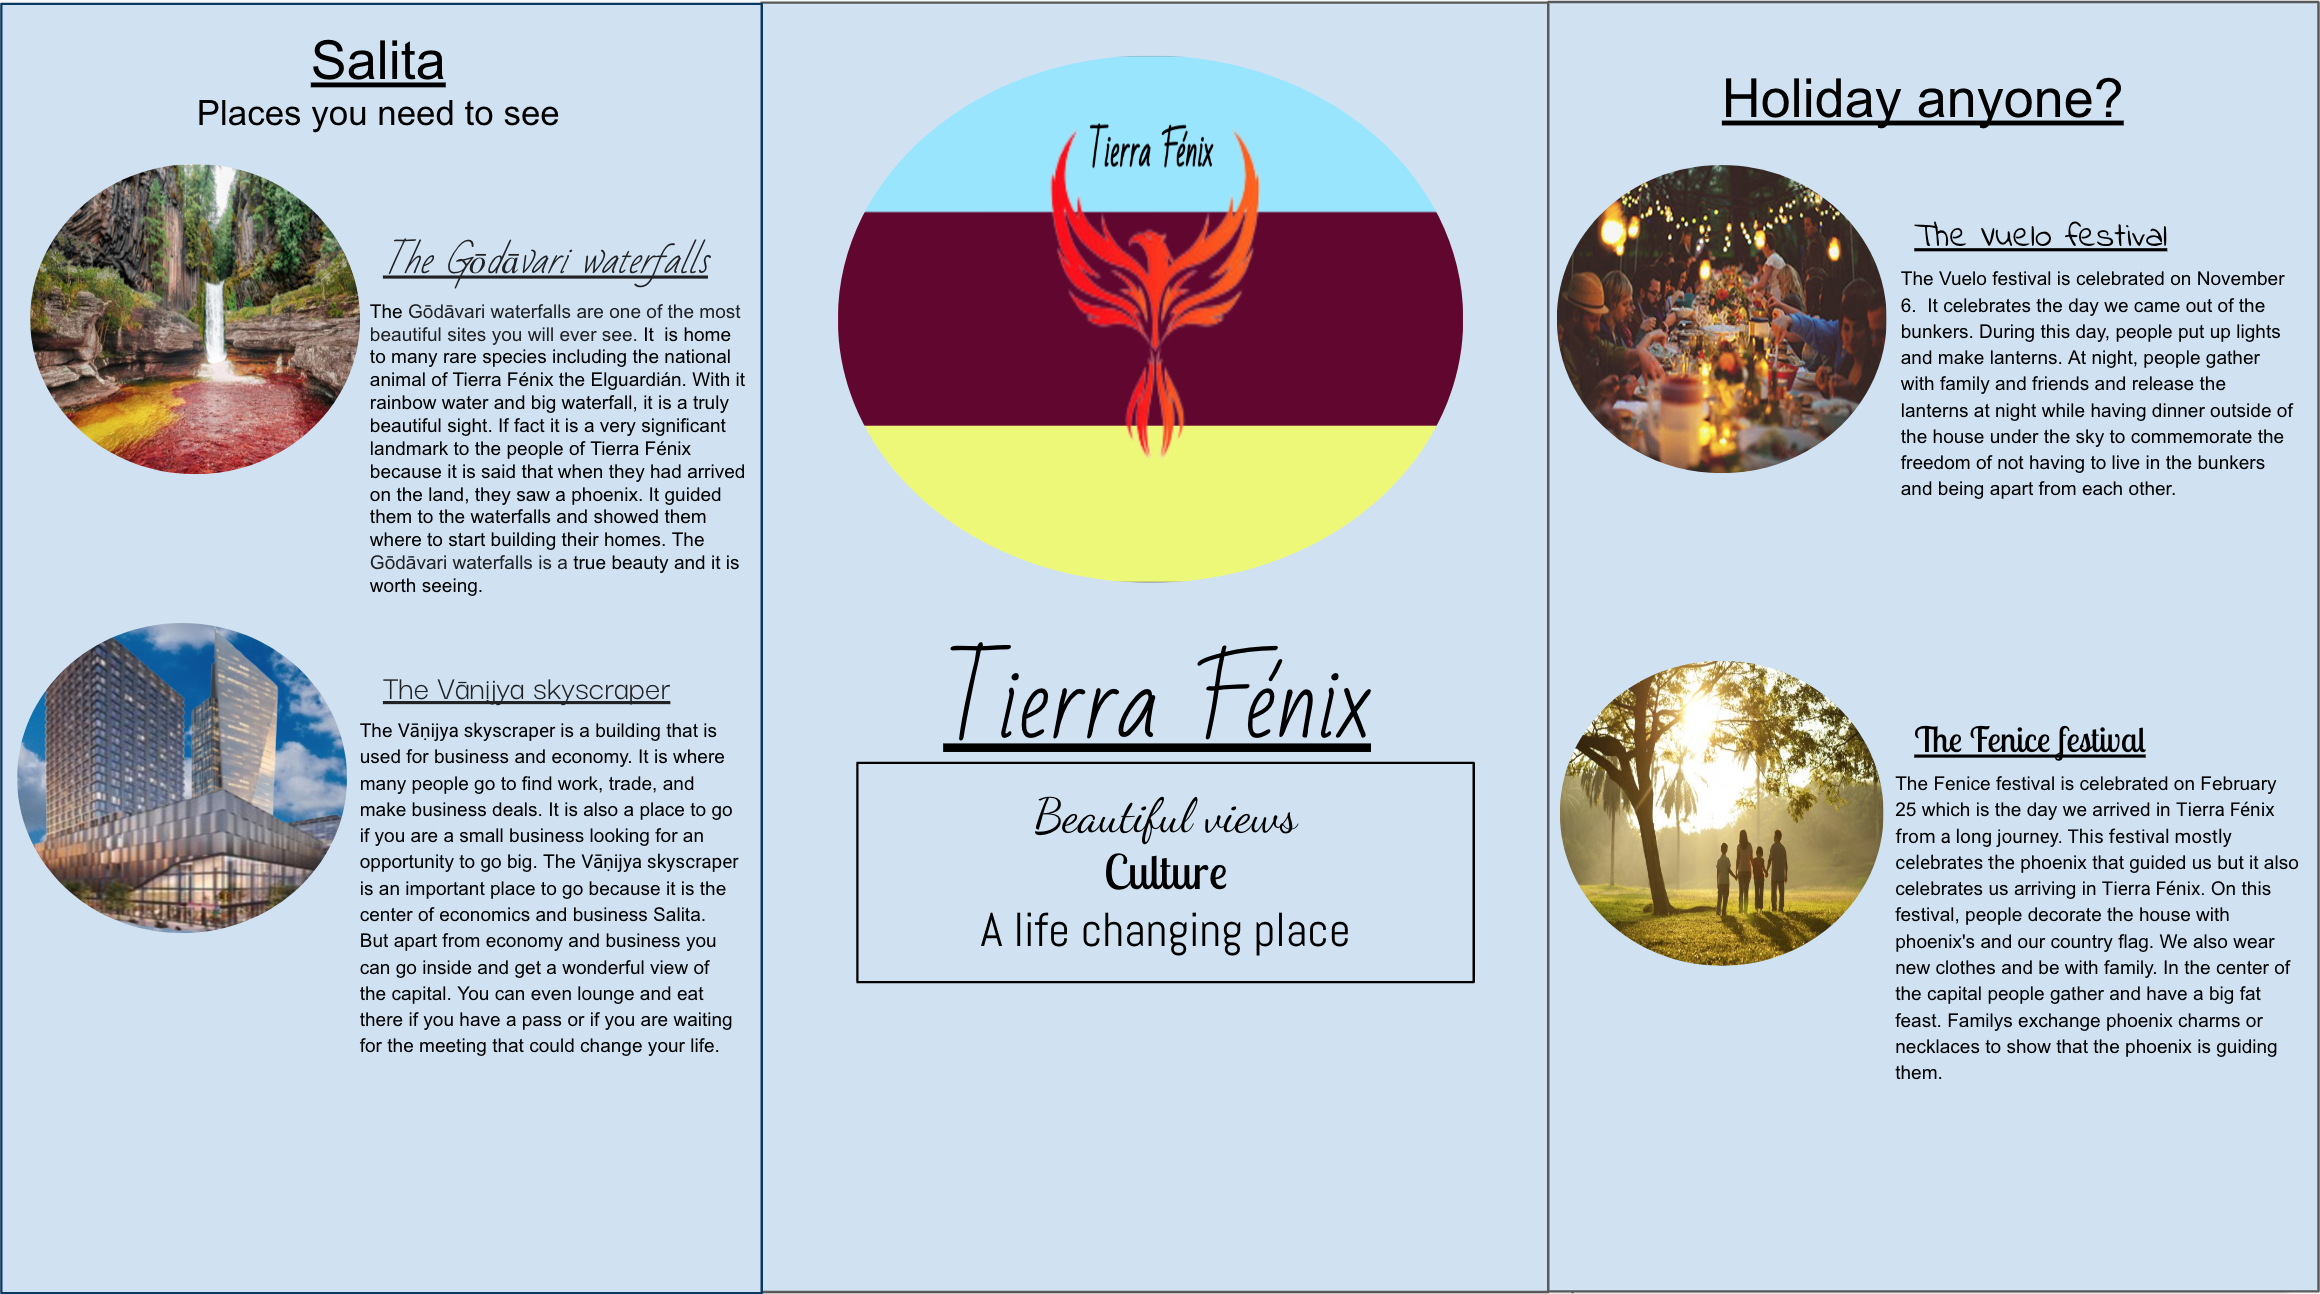 Salita
Places you need to see
The Gōdāvari waterfalls
The Gōdāvari waterfalls are one of the most
beautiful sites you will ever see. It  is home
to many rare species including the national
animal of Tierra Fénix the Elguardián. With it
rainbow water and big waterfall, it is a truly
beautiful sight. If fact it is a very significant
landmark to the people of Tierra Fénix
because it is said that when they had arrived
on the land, they saw a phoenix. It guided
them to the waterfalls and showed them
where to start building their homes. The
Gōdāvari waterfalls is a true beauty and it is
worth seeing.
The Vānijya skyscraper
The Vāṇijya skyscraper is a building that is
used for business and economy. It is where
many people go to find work, trade, and
make business deals. It is also a place to go
if you are a small business looking for an
opportunity to go big. The Vāṇijya skyscraper
is an important place to go because it is the
center of economics and business Salita.
But apart from economy and business you
can go inside and get a wonderful view of
the capital. You can even lounge and eat
there if you have a pass or if you are waiting
for the meeting that could change your life.
Tierra Fénix
Tierra Fénix
Beautiful views
Culture
A life changing place
Holiday anyone?
The Vuelo festival
The Vuelo festival is celebrated on November
6.  It celebrates the day we came out of the
bunkers. During this day, people put up lights
and make lanterns. At night, people gather
with family and friends and release the
lanterns at night while having dinner outside of
the house under the sky to commemorate the
freedom of not having to live in the bunkers
and being apart from each other.
The Fenice festival
The Fenice festival is celebrated on February
25 which is the day we arrived in Tierra Fénix
from a long journey. This festival mostly
celebrates the phoenix that guided us but it also
celebrates us arriving in Tierra Fénix. On this
festival, people decorate the house with
phoenix's and our country flag. We also wear
new clothes and be with family. In the center of
the capital people gather and have a big fat
feast. Familys exchange phoenix charms or
necklaces to show that the phoenix is guiding
them.